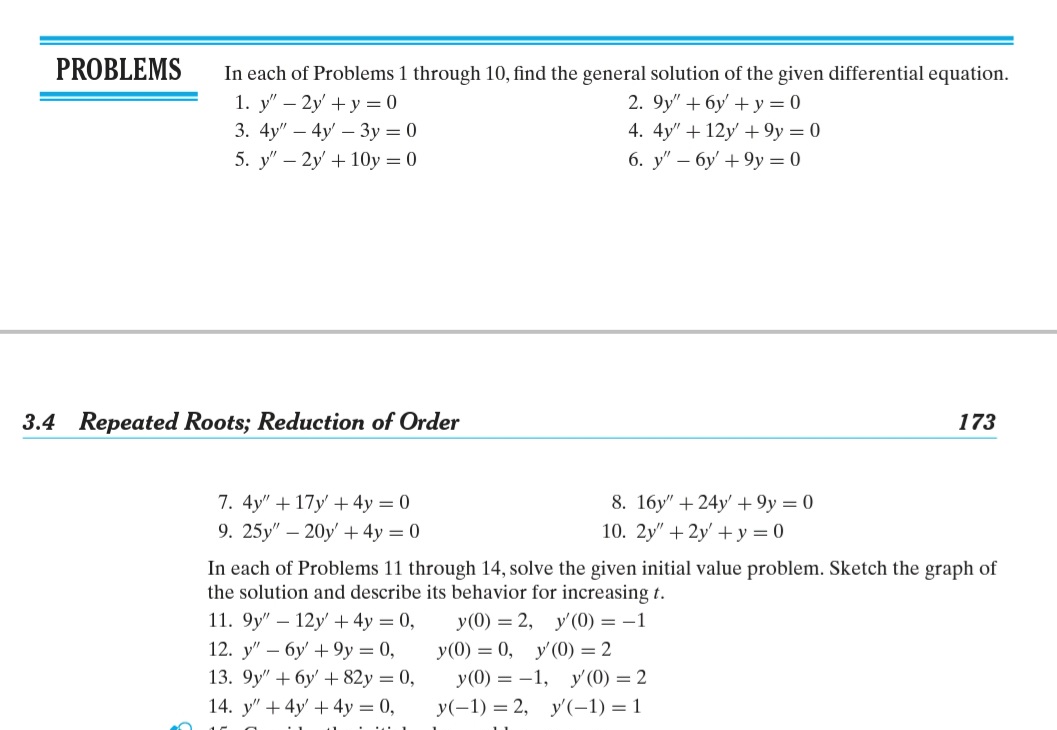 PROBLEMS
In each of Problems 1 through 10, find the general solution of the given differential equation.
1. y″ − 2y′ + y = 0 2. 9y″ + 6y′ + y = 0
3. 4y″ − 4y′ − 3y = 0 4. 4y″ + 12y′ + 9y = 0
5. y″ − 2y′ + 10y = 0 6. y″ − 6y′ + 9y = 0
3.4 Repeated Roots; Reduction of Order 173
7. 4y″ + 17y′ + 4y = 0 8. 16y″ + 24y′ + 9y = 0
9. 25y″ − 20y′ + 4y = 0 10. 2y″ + 2y′ + y = 0
In each of Problems 11 through 14, solve the given initial value problem. Sketch the graph of
the solution and describe its behavior for increasing t.
11. 9y″ − 12y′ + 4y = 0, y(0) = 2, y′(0) = −1
12. y″ − 6y′ + 9y = 0, y(0) = 0, y′(0) = 2
13. 9y″ + 6y′ + 82y = 0, y(0) = −1, y′(0) = 2
14. y″ + 4y′ + 4y = 0, y(−1) = 2, y′(−1) = 1